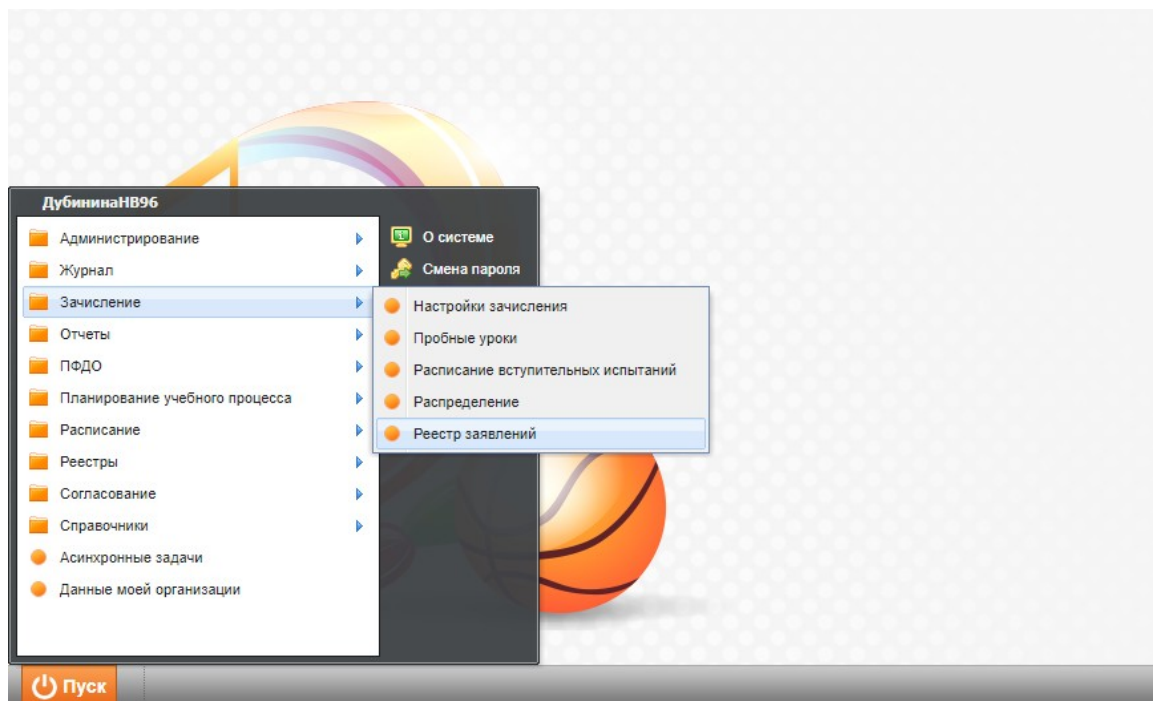 ДубининаНВ96
Администрирование
Журнал
Зачисление
Отчеты
ПФДО
Планирование учебного процесса
Расписание
Реестры
Согласование
Справочники
Асинхронные задачи
Данные моей организации
О системе
Смена пароля
Настройки зачисления
Пробные уроки
Расписание вступительных испытаний
Распределение
Реестр заявлений
Пуск